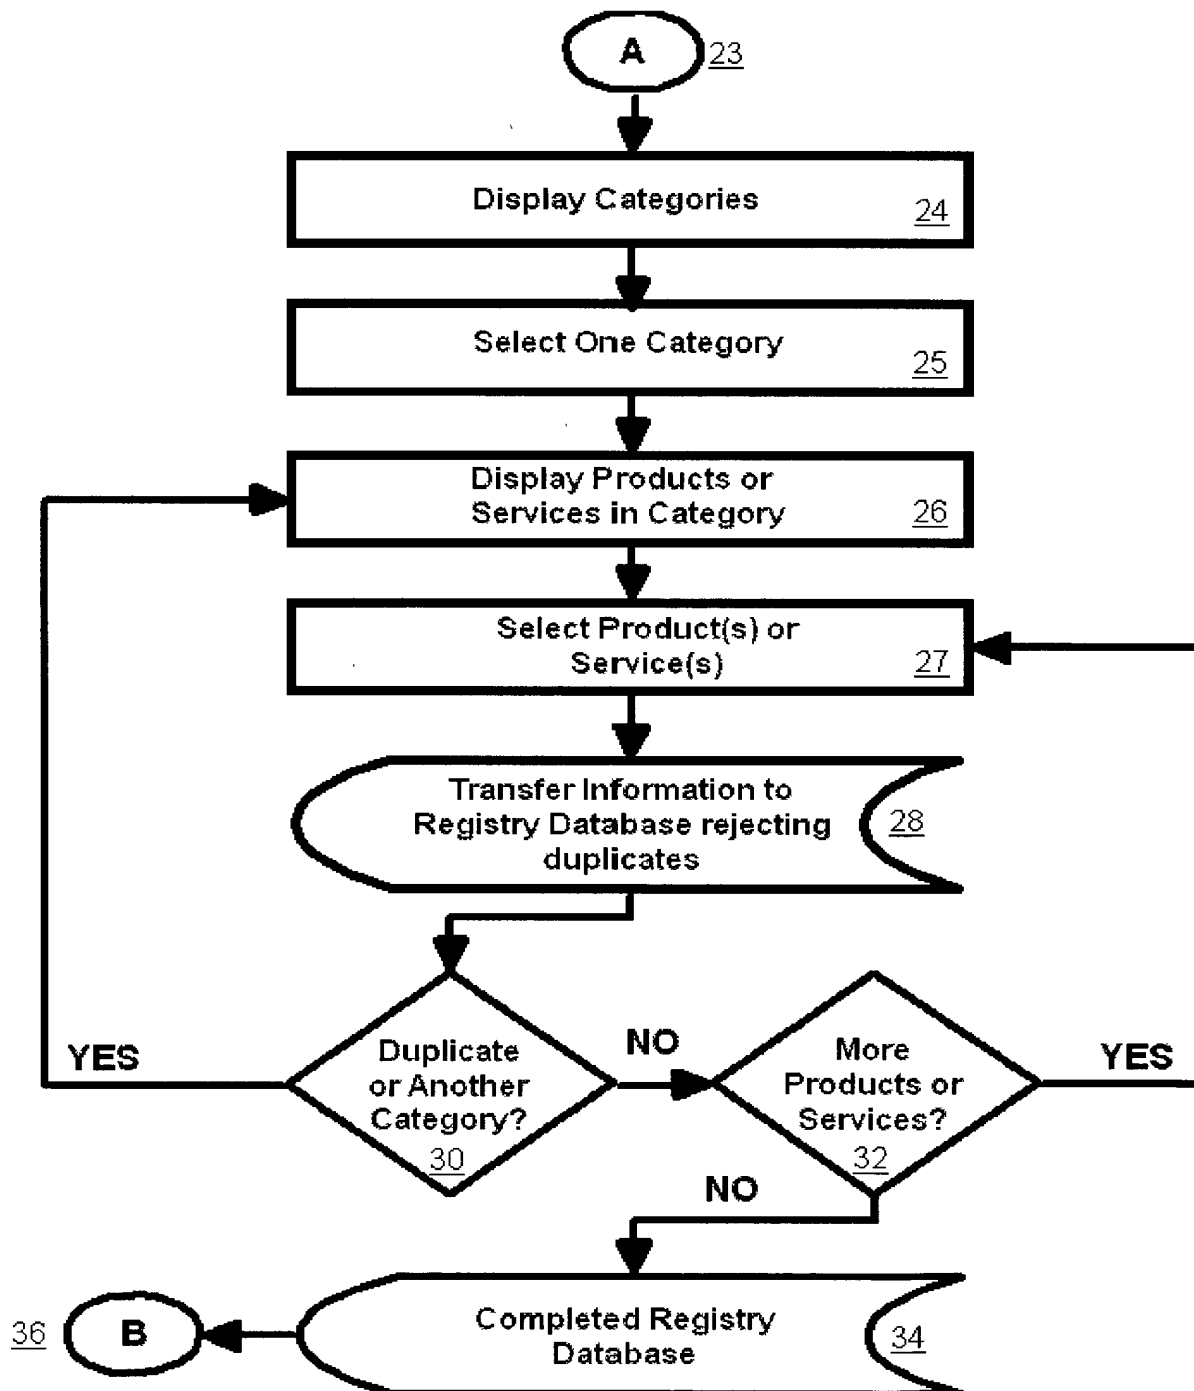 A
23
Display Categories
24
Select One Category
25
Display Products or
Services in Category
26
Select Product(s) or
Service(s)
27
Transfer Information to
Registry Database rejecting
duplicates
28
YES
Duplicate
or Another
Category?
30
NO
More
Products or
Services?
32
YES
NO
Completed Registry
Database
34
B
36